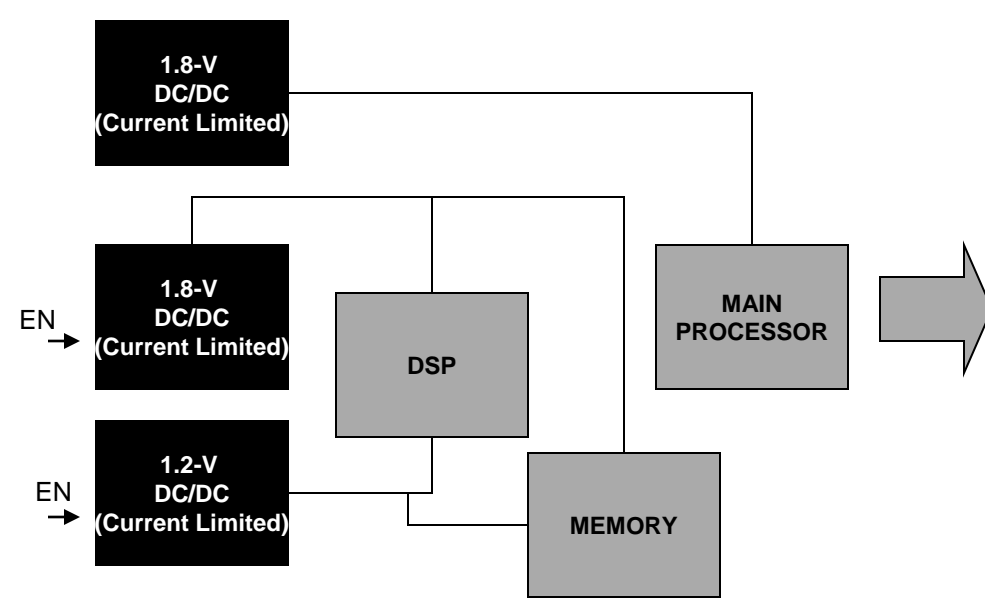 1.8-V
DC/DC
(Current Limited)
EN
1.8-V
DC/DC
(Current Limited)
DSP
MAIN
PROCESSOR
EN
1.2-V
DC/DC
(Current Limited)
MEMORY